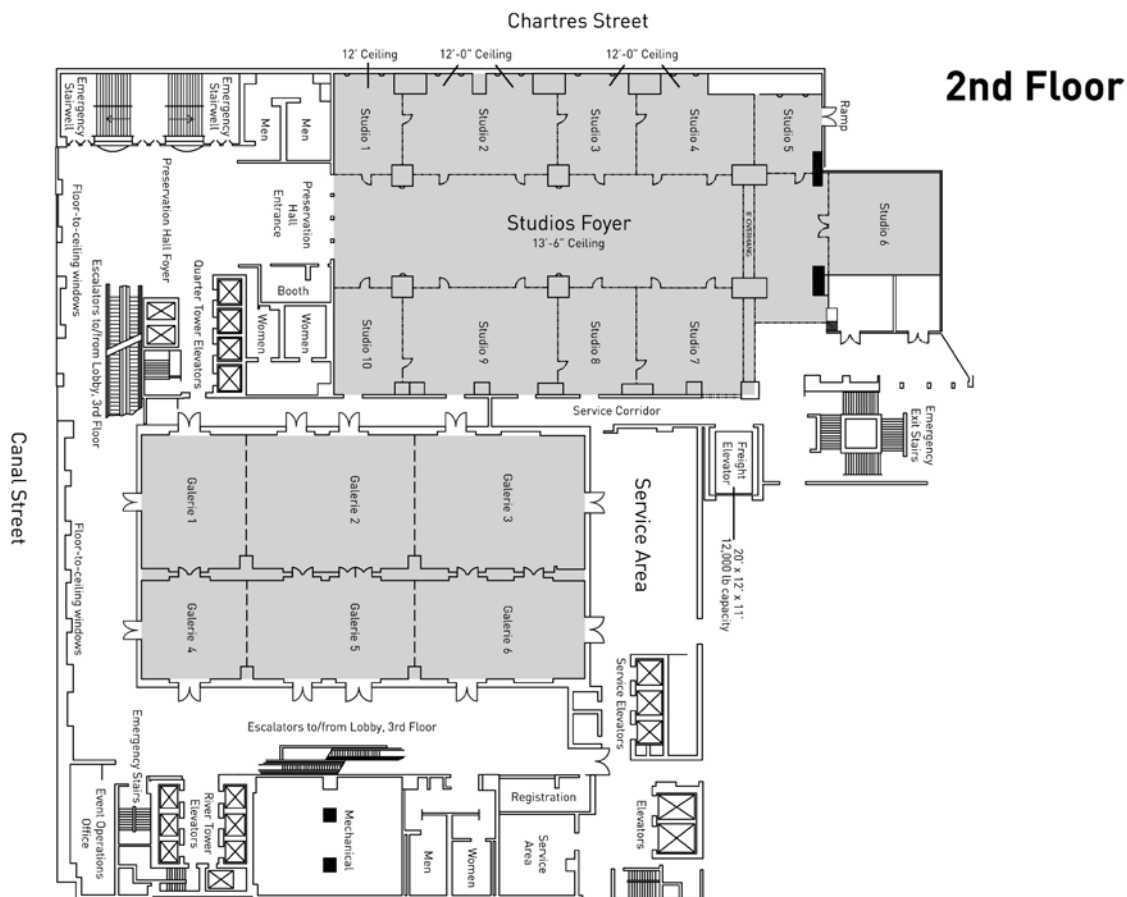 Chartres Street
2nd Floor
12' Ceiling
12'-0" Ceiling
12'-0" Ceiling
Emergency
Stairwell
Emergency
Stairwell
Men
Men
Studio 1
Studio 2
Studio 3
Studio 4
Studio 5
Ramp
Floor-to-ceiling windows
Preservation Hall Foyer
Preservation
Hall
Entrance
Studios Foyer
13'-6" Ceiling
8' OVERHANG
Studio 6
Escalators to/from Lobby, 3rd Floor
Quarter Tower Elevators
Booth
Women
Women
Studio 10
Studio 9
Studio 8
Studio 7
Service Corridor
Canal Street
Galerie 1
Galerie 2
Galerie 3
Service Area
Freight
Elevator
Emergency
Exit Stairs
20' x 12' x 11'
12,000 lb capacity
Floor-to-ceiling windows
Galerie 4
Galerie 5
Galerie 6
Service Elevators
Escalators to/from Lobby, 3rd Floor
Emergency Stairs
Event Operations
Office
River Tower
Elevators
Mechanical
Men
Women
Registration
Service
Area
Elevators